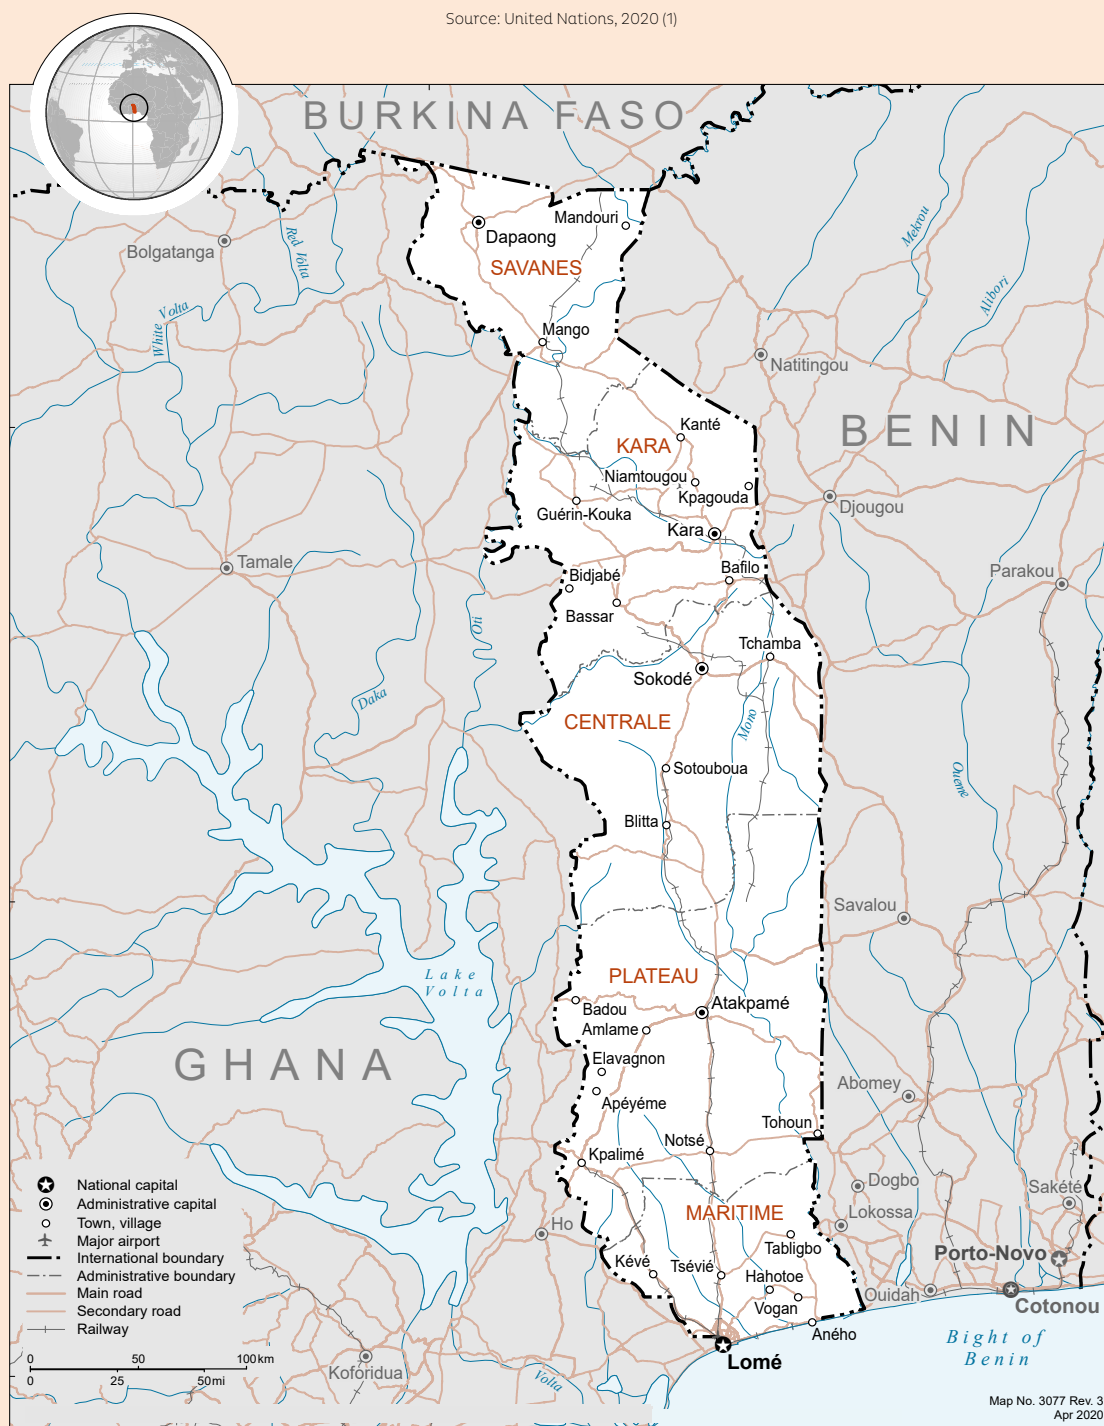 Source: United Nations, 2020 (1)
BURKINA FASO
Mandouri
Dapaong
Bolgatanga
Red Volta
SAVANES
Mekrou
Alibori
White Volta
Mango
Natitingou
BENIN
Kanté
KARA
Niamtougou
Kpagouda
Djougou
Guérin-Kouka
Kara
Tamale
Bidjabé
Bafilo
Parakou
Bassar
Oti
Tchamba
Sokodé
Daka
CENTRALE
Mono
Sotouboua
Oueme
Blitta
Savalou
Lake
Volta
PLATEAU
Badou
Atakpamé
Amlame
GHANA
Elavagnon
Abomey
Apéyéme
Tohoun
Notsé
Kpalimé
Dogbo
Sakété
MARITIME
Lokossa
Ho
Tabligbo
Porto-Novo
Kévé
Tsévié
Hahotoe
Ouidah
Vogan
Cotonou
Aného
Bight of
Benin
Lomé
Koforidua
Volta
National capital
Administrative capital
Town, village
Major airport
International boundary
Administrative boundary
Main road
Secondary road
Railway
0 50 100 km
0 25 50 mi
Map No. 3077 Rev. 3
Apr 2020